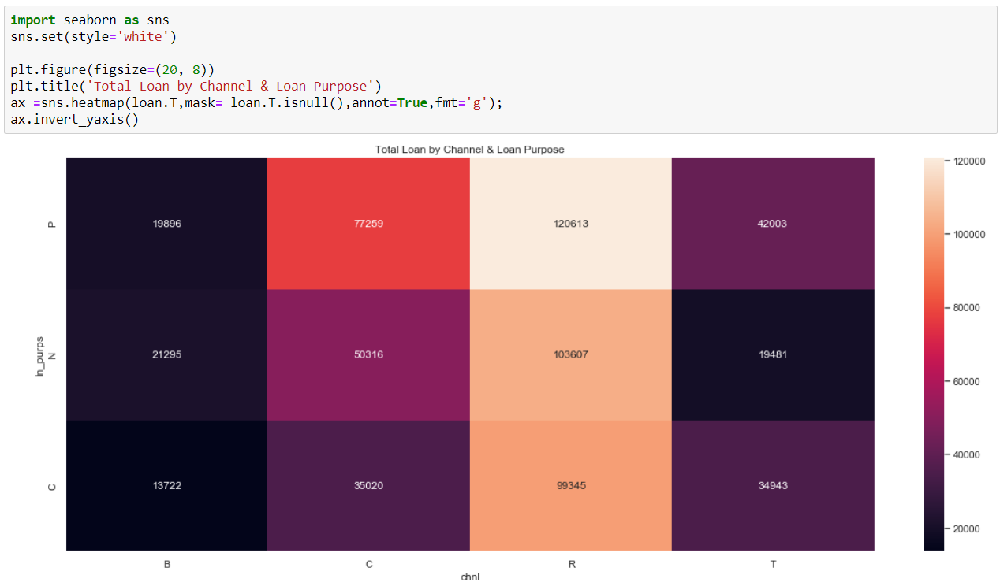 import seaborn as sns
sns.set(style='white')
plt.figure(figsize=(20, 8))
plt.title('Total Loan by Channel & Loan Purpose')
ax =sns.heatmap(loan.T,mask= loan.T.isnull(),annot=True,fmt='g');
ax.invert_yaxis()
Total Loan by Channel & Loan Purpose
120000
P 19896 77259 120613 42003
100000
80000
ln_purps
N 21295 50316 103607 19481
60000
40000
C 13722 35020 99345 34943
20000
B C R T
chnl